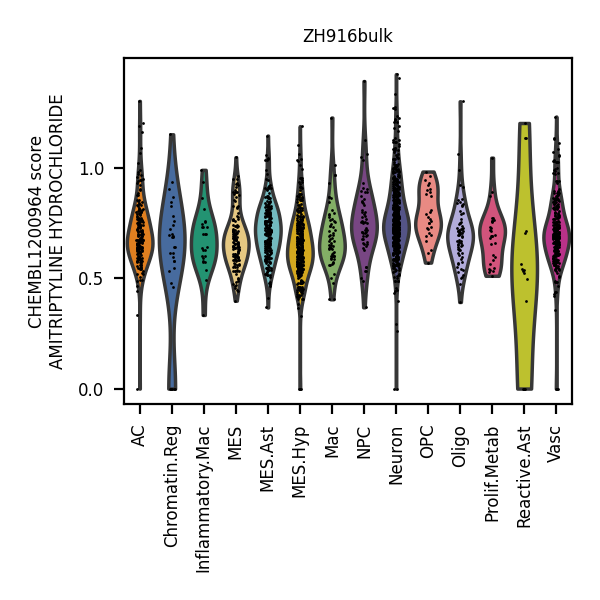 ZH916bulk
CHEMBL1200964 score
AMITRIPTYLINE HYDROCHLORIDE
1.0
0.5
0.0
AC
Chromatin.Reg
Inflammatory.Mac
MES
MES.Ast
MES.Hyp
Mac
NPC
Neuron
OPC
Oligo
Prolif.Metab
Reactive.Ast
Vasc